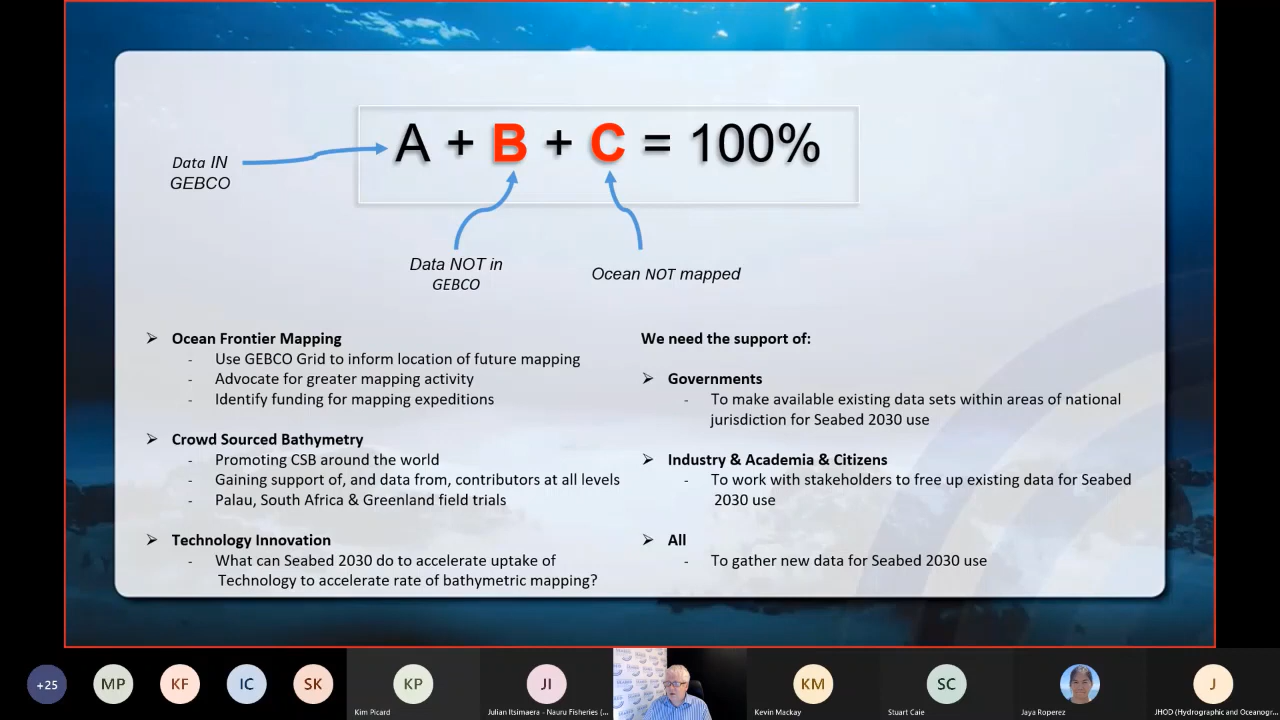 A + B + C = 100%
Data IN
GEBCO
Data NOT in
GEBCO
Ocean NOT mapped
➢ Ocean Frontier Mapping
- Use GEBCO Grid to inform location of future mapping
- Advocate for greater mapping activity
- Identify funding for mapping expeditions
➢ Crowd Sourced Bathymetry
- Promoting CSB around the world
- Gaining support of, and data from, contributors at all levels
- Palau, South Africa & Greenland field trials
➢ Technology Innovation
- What can Seabed 2030 do to accelerate uptake of
Technology to accelerate rate of bathymetric mapping?
We need the support of:
➢ Governments
- To make available existing data sets within areas of national
jurisdiction for Seabed 2030 use
➢ Industry & Academia & Citizens
- To work with stakeholders to free up existing data for Seabed
2030 use
➢ All
- To gather new data for Seabed 2030 use
+25
MP
KF
IC
SK
KP
Kim Picard
JI
Julian Itsimaera - Nauru Fisheries (...
KM
Kevin Mackay
SC
Stuart Caie
Jaya Roperez
J
JHOD (Hydrographic and Oceanogr...